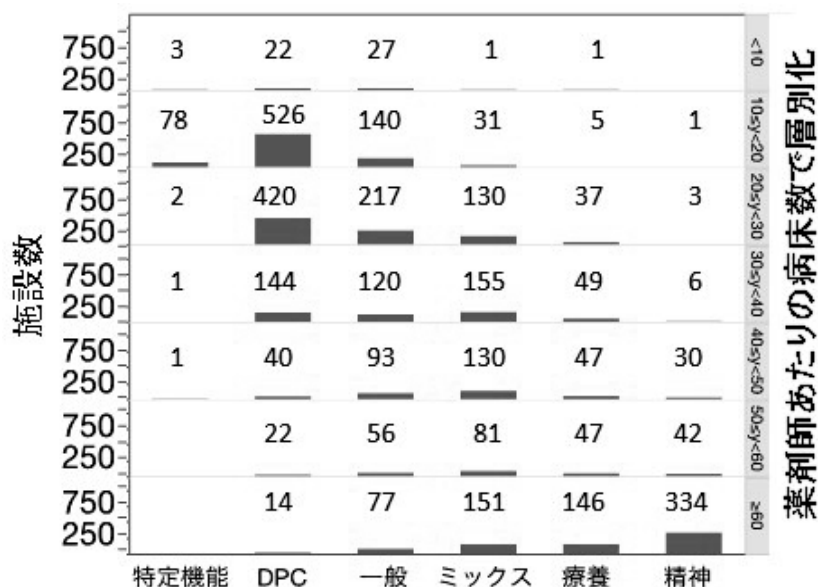 施設数
750 3 22 27 1 1 <10
250
750 78 526 140 31 5 1 10≤y<20
250
750 2 420 217 130 37 3 20≤y<30
250
750 1 144 120 155 49 6 30≤y<40
250
750 1 40 93 130 47 30 40≤y<50
250
750 22 56 81 47 42 50≤y<60
250
750 14 77 151 146 334 ≥60
250
特定機能 DPC 一般 ミックス 療養 精神
薬剤師あたりの病床数で層別化